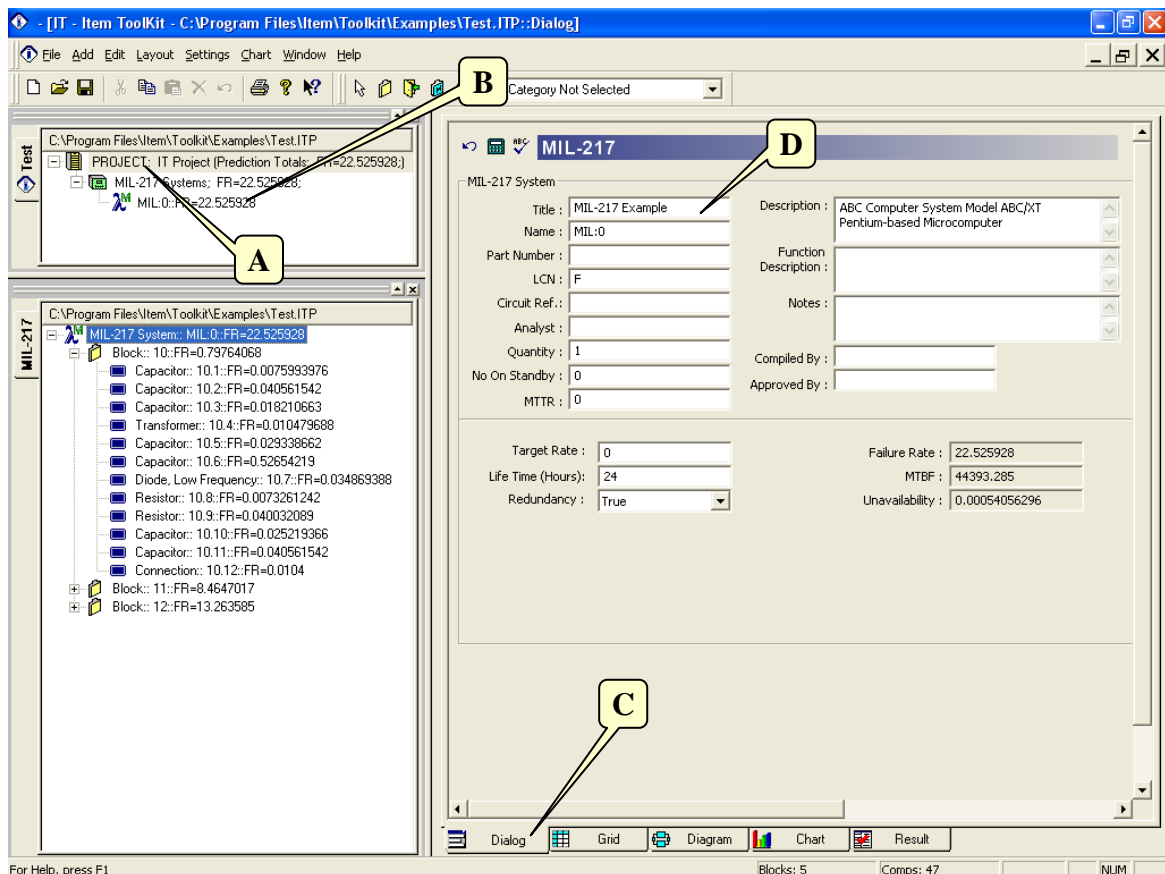 - [IT - Item ToolKit - C:\Program Files\Item\Toolkit\Examples\Test.ITP::Dialog]
File Add Edit Layout Settings Chart Window Help
Category Not Selected
B
Test
C:\Program Files\Item\Toolkit\Examples\Test.ITP
PROJECT; IT Project (Prediction Totals; FR=22.525928;)
MIL-217 Systems; FR=22.525928;
MIL:0::FR=22.525928
A
MIL-217
C:\Program Files\Item\Toolkit\Examples\Test.ITP
MIL-217 System:: MIL:0::FR=22.525928
Block:: 10::FR=0.79764068
Capacitor:: 10.1::FR=0.0075993976
Capacitor:: 10.2::FR=0.040561542
Capacitor:: 10.3::FR=0.018210663
Transformer:: 10.4::FR=0.010479688
Capacitor:: 10.5::FR=0.029338662
Capacitor:: 10.6::FR=0.52654219
Diode, Low Frequency:: 10.7::FR=0.034869388
Resistor:: 10.8::FR=0.0073261242
Resistor:: 10.9::FR=0.040032089
Capacitor:: 10.10::FR=0.025219366
Capacitor:: 10.11::FR=0.040561542
Connection:: 10.12::FR=0.0104
Block:: 11::FR=8.4647017
Block:: 12::FR=13.263585
MIL-217
D
MIL-217 System
Title : MIL-217 Example
Name : MIL:0
Part Number :
LCN : F
Circuit Ref.:
Analyst :
Quantity : 1
No On Standby : 0
MTTR : 0
Description : ABC Computer System Model ABC/XT
Pentium-based Microcomputer
Function
Description :
Notes :
Compiled By :
Approved By :
Target Rate : 0
Life Time (Hours): 24
Redundancy : True
Failure Rate : 22.525928
MTBF : 44393.285
Unavailability : 0.00054056296
C
Dialog Grid Diagram Chart Result
For Help, press F1 Blocks: 5 Comps: 47 NUM